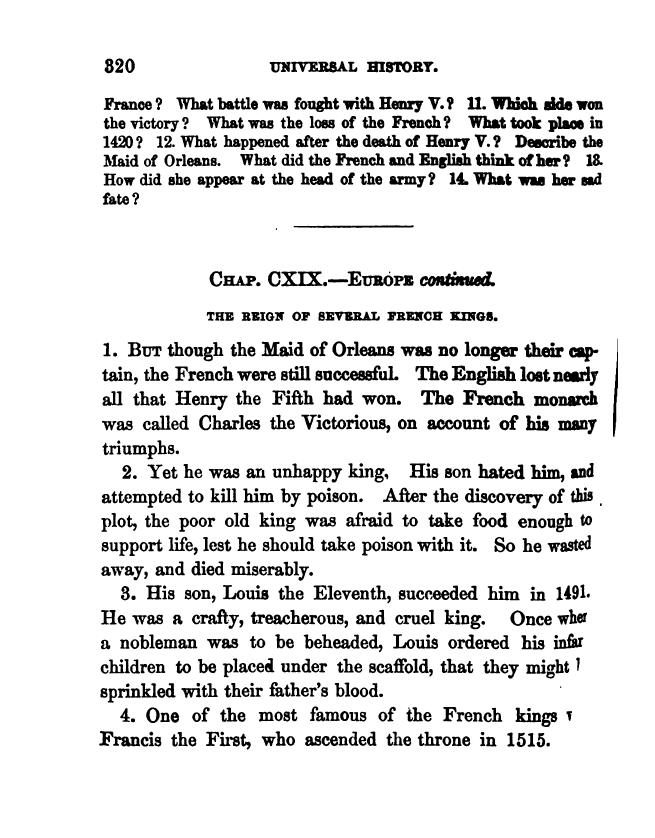 320 UNIVERSAL HISTORY.
France? What battle was fought with Henry V.? 11. Which side won
the victory? What was the loss of the French? What took place in
1420? 12. What happened after the death of Henry V.? Describe the
Maid of Orleans. What did the French and English think of her? 13.
How did she appear at the head of the army? 14. What was her sad
fate?
CHAP. CXIX.—EUROPE continued.
THE REIGN OF SEVERAL FRENCH KINGS.
1. BUT though the Maid of Orleans was no longer their cap-
tain, the French were still successful. The English lost nearly
all that Henry the Fifth had won. The French monarch
was called Charles the Victorious, on account of his many
triumphs.
2. Yet he was an unhappy king. His son hated him, and
attempted to kill him by poison. After the discovery of this
plot, the poor old king was afraid to take food enough to
support life, lest he should take poison with it. So he wasted
away, and died miserably.
3. His son, Louis the Eleventh, succeeded him in 1491.
He was a crafty, treacherous, and cruel king. Once when
a nobleman was to be beheaded, Louis ordered his
children to be placed under the scaffold, that they might
sprinkled with their father's blood.
4. One of the most famous of the French kings
Francis the First, who ascended the throne in 1515.